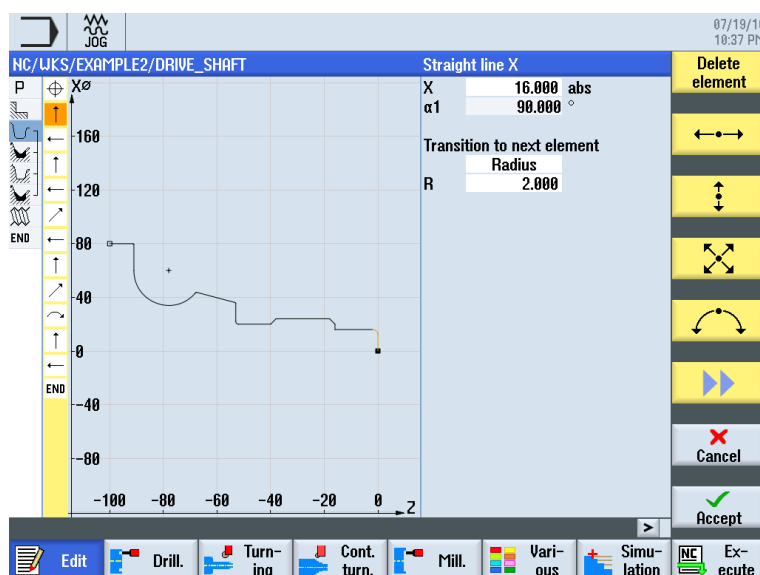 JOG
07/19/1
10:37 PM
NC/WKS/EXAMPLE2/DRIVE_SHAFT
Straight line X
Delete
element
P
XØ
X 16.000 abs
α1 90.000 °
160
Transition to next element
Radius
-120
R 2.000
END
80
40
0
END
-40
-80
-100 -80 -60 -40 -20 0 Z
Cancel
Accept
>
Edit
Drill.
Turn-
ing
Cont.
turn.
Mill.
Vari-
ous
Simu-
lation
NC
Ex-
ecute